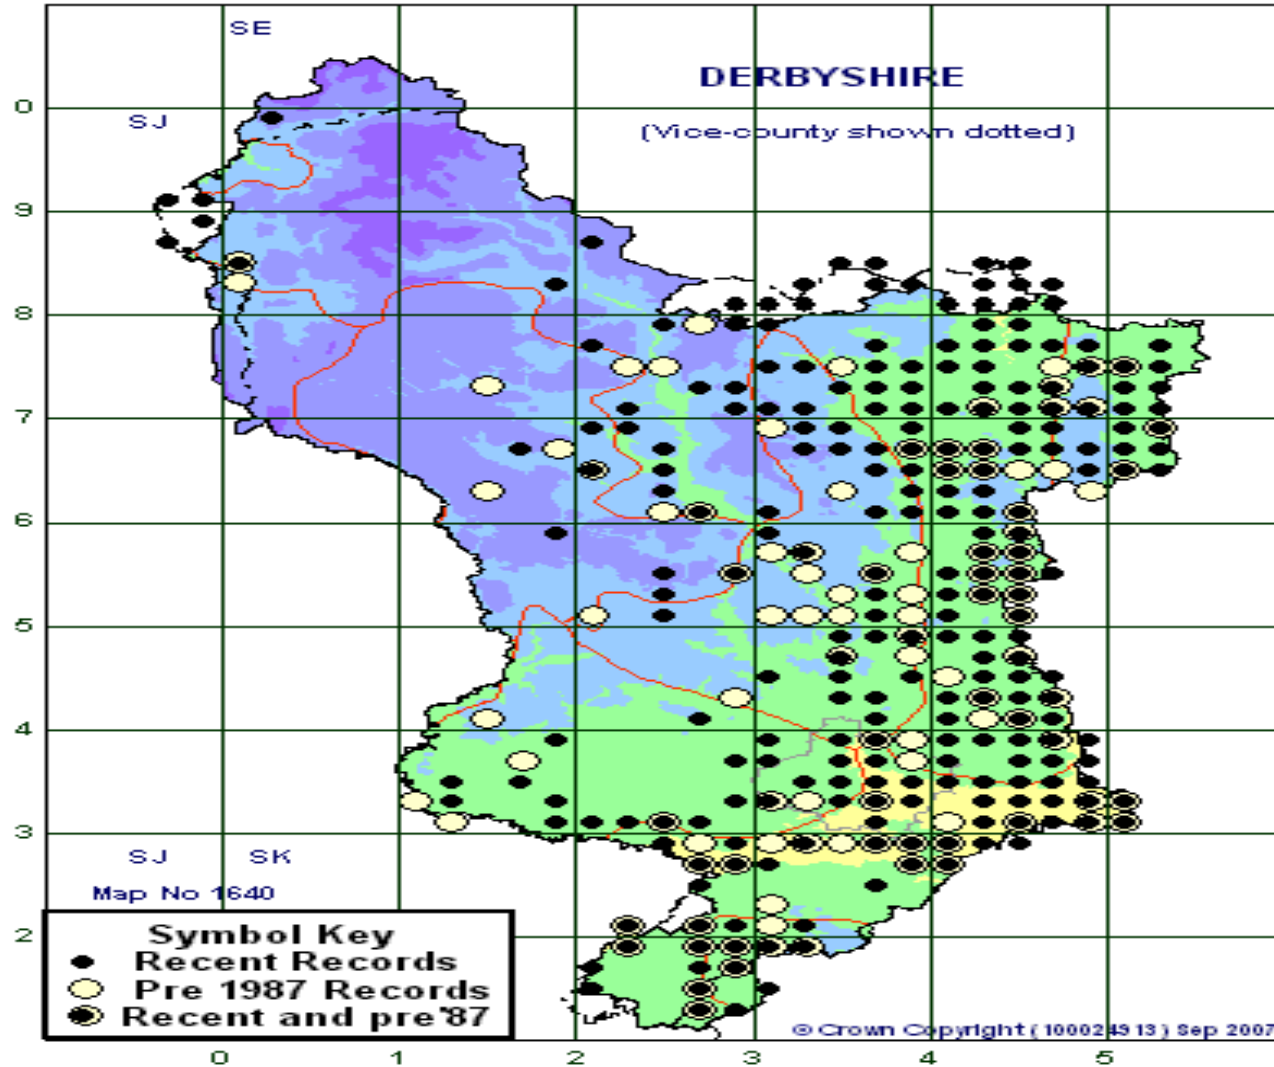 SE
DERBYSHIRE
0
SJ
(Vice-county shown dotted)
9
8
7
6
5
4
3
SJ SK
Map No 1640
2
Symbol Key
Recent Records
Pre 1987 Records
Recent and pre'87
© Crown Copyright (100024913) Sep 2007
0 1 2 3 4 5